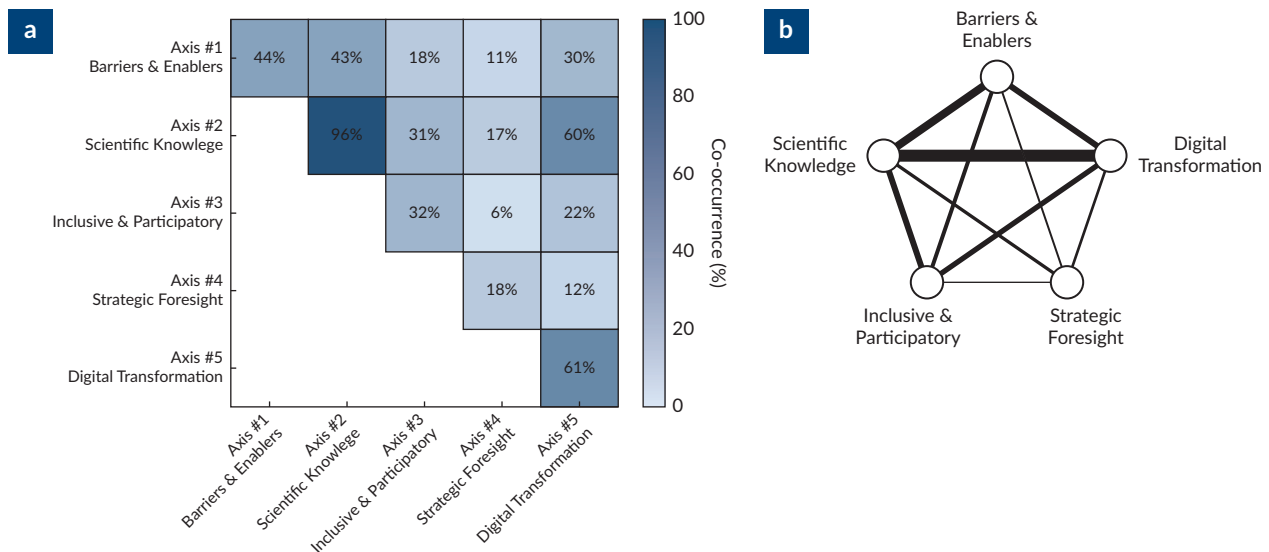 a
Axis #1
Barriers & Enablers
44%
43%
18%
11%
30%
Axis #2
Scientific Knowlege
96%
31%
17%
60%
Axis #3
Inclusive & Participatory
32%
6%
22%
Axis #4
Strategic Foresight
18%
12%
Axis #5
Digital Transformation
61%
Axis #1
Barriers & Enablers
Axis #2
Scientific Knowlege
Axis #3
Inclusive & Participatory
Axis #4
Strategic Foresight
Axis #5
Digital Transformation
100
80
60
40
20
0
Co-occurrence (%)
b
Barriers &
Enablers
Scientific
Knowledge
Digital
Transformation
Inclusive &
Participatory
Strategic
Foresight